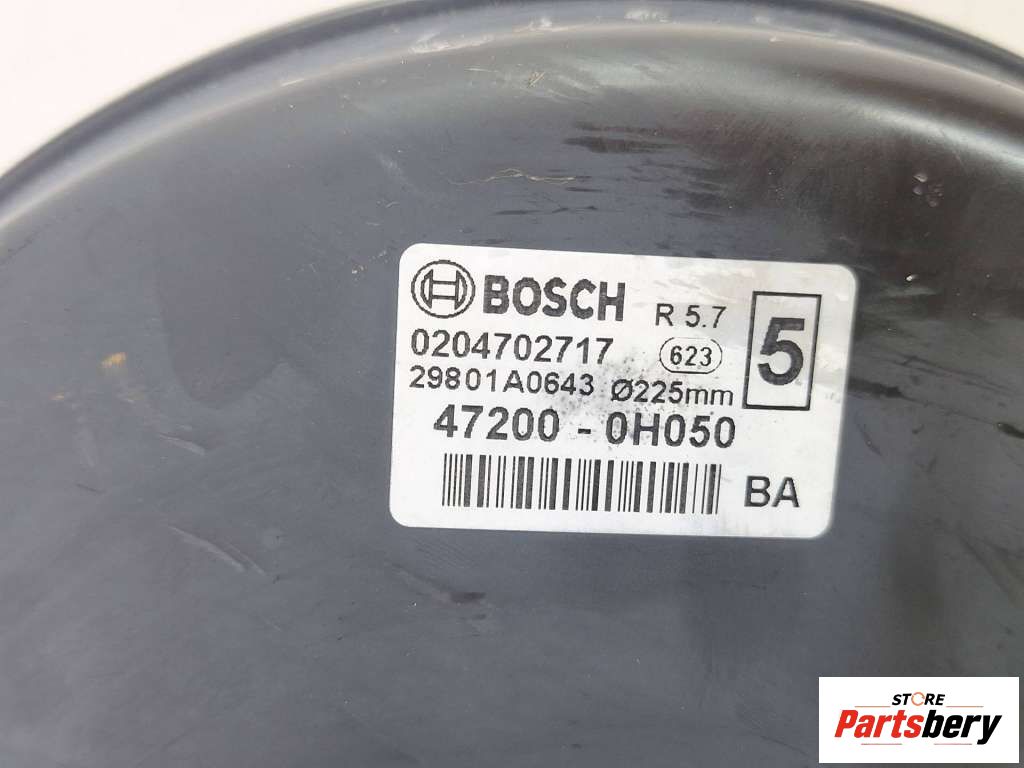 BOSCH R 5.7 5
0204702717 623
29801A0643 Ø225mm
47200 - 0H050
BA
STORE
Partsbery